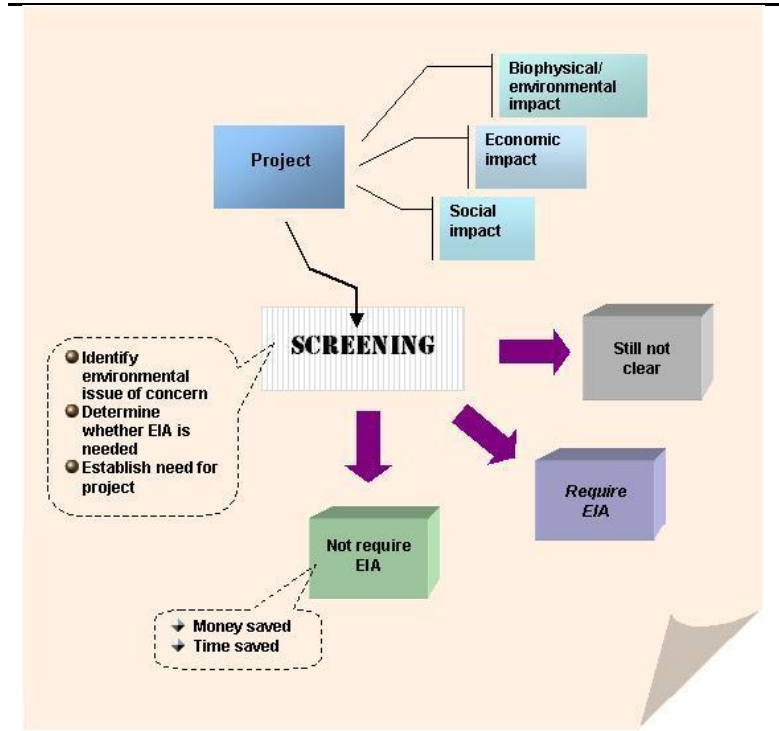 Biophysical/
environmental
impact
Project
Economic
impact
Social
impact
SCREENING
Identify
environmental
issue of concern
Determine
whether EIA is
needed
Establish need for
project
Still not
clear
Require
EIA
Not require
EIA
Money saved
Time saved